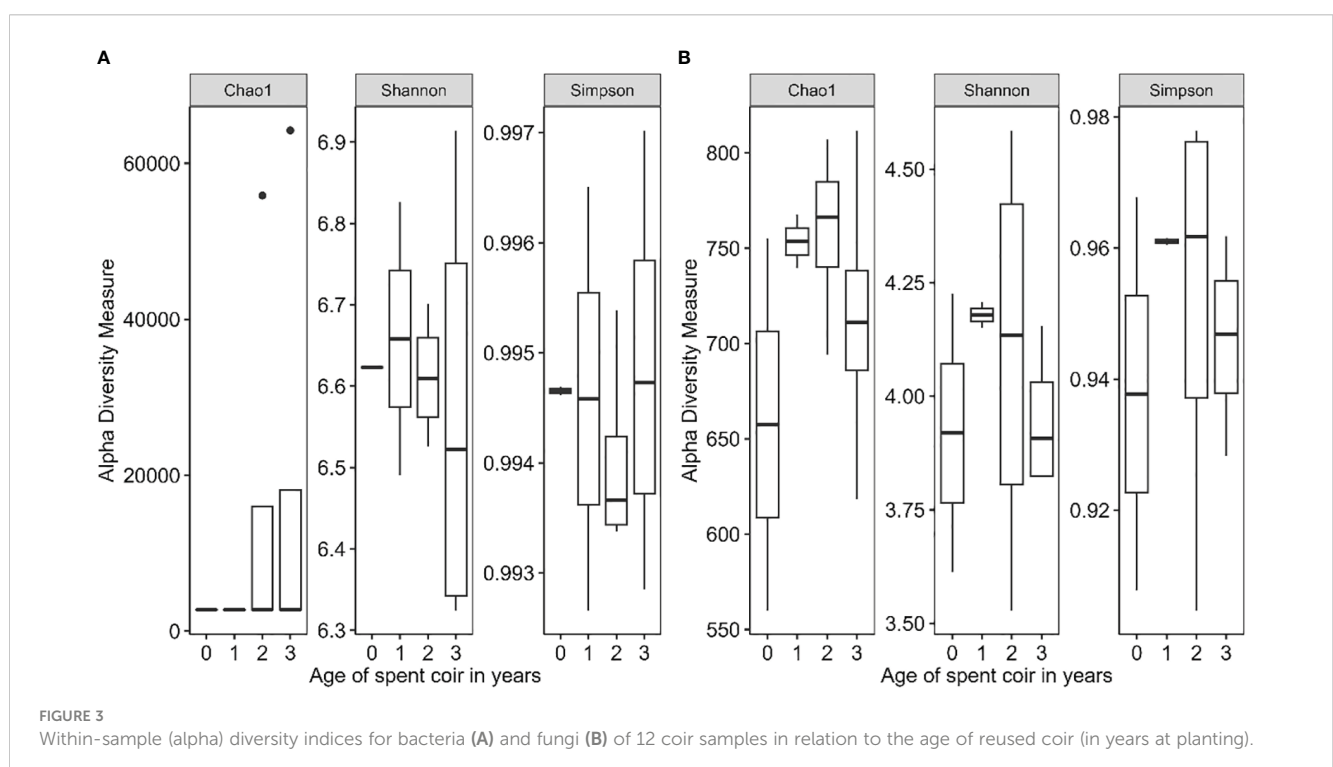 A
B
Chao1
Shannon
Simpson
Chao1
Shannon
Simpson
Alpha Diversity Measure
60000
40000
20000
0
6.9
6.8
6.7
6.6
6.5
6.4
6.3
0.997
0.996
0.995
0.994
0.993
Alpha Diversity Measure
800
750
700
650
600
550
4.50
4.25
4.00
3.75
3.50
0.98
0.96
0.94
0.92
0 1 2 3
0 1 2 3
0 1 2 3
0 1 2 3
0 1 2 3
0 1 2 3
Age of spent coir in years
Age of spent coir in years
FIGURE 3
Within-sample (alpha) diversity indices for bacteria (A) and fungi (B) of 12 coir samples in relation to the age of reused coir (in years at planting).